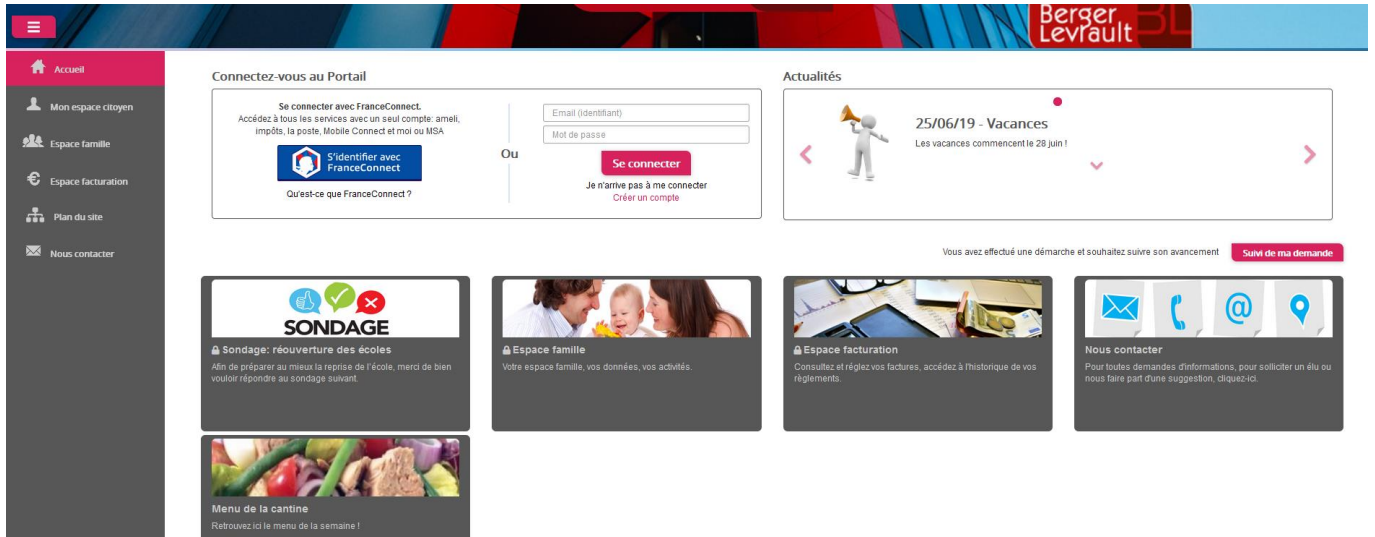 Berger
Levrault
Accueil
Mon espace citoyen
Espace famille
Espace facturation
Plan du site
Nous contacter
Connectez-vous au Portail
Se connecter avec FranceConnect.
Accédez à tous les services avec un seul compte: ameli,
impôts, la poste, Mobile Connect et moi ou MSA
S'identifier avec
FranceConnect
Qu'est-ce que FranceConnect ?
Ou
Email (identifiant)
Mot de passe
Se connecter
Je n'arrive pas à me connecter
Créer un compte
Actualités
25/06/19 - Vacances
Les vacances commencent le 28 juin !
Vous avez effectué une démarche et souhaitez suivre son avancement
Suivi de ma demande
SONDAGE
Sondage: réouverture des écoles
Afin de préparer au mieux la reprise de l'école, merci de bien
vouloir répondre au sondage suivant.
Espace famille
Votre espace famille, vos données, vos activités.
Espace facturation
Consultez et réglez vos factures, accédez à l'historique de vos
règlements.
Nous contacter
Pour toutes demandes d'informations, pour solliciter un élu ou
nous faire part d'une suggestion, cliquez-ici.
Menu de la cantine
Retrouvez ici le menu de la semaine !